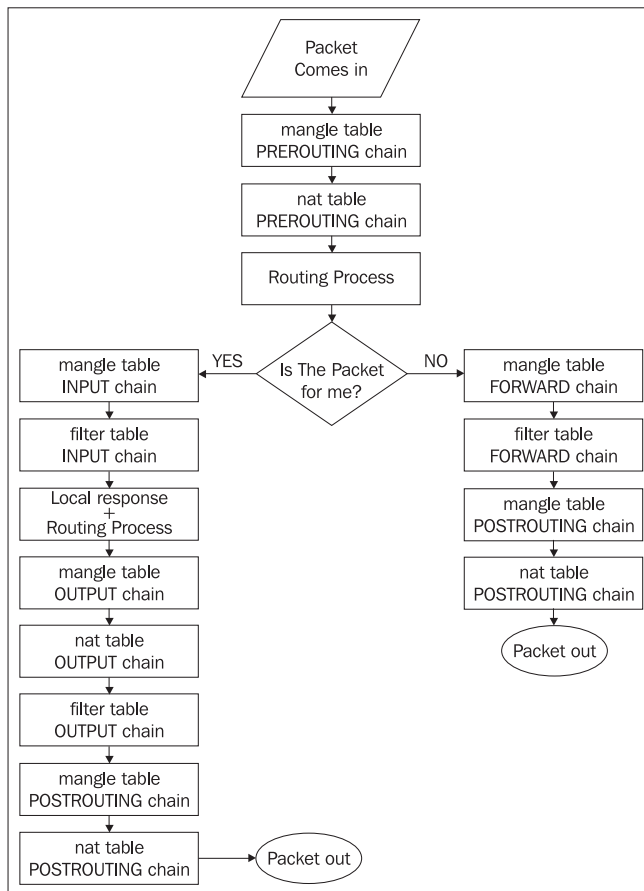 Packet
Comes in
mangle table
PREROUTING chain
nat table
PREROUTING chain
Routing Process
Is The Packet
for me?
YES
mangle table
INPUT chain
filter table
INPUT chain
Local response
+
Routing Process
mangle table
OUTPUT chain
nat table
OUTPUT chain
filter table
OUTPUT chain
mangle table
POSTROUTING chain
nat table
POSTROUTING chain
Packet out
NO
mangle table
FORWARD chain
filter table
FORWARD chain
mangle table
POSTROUTING chain
nat table
POSTROUTING chain
Packet out